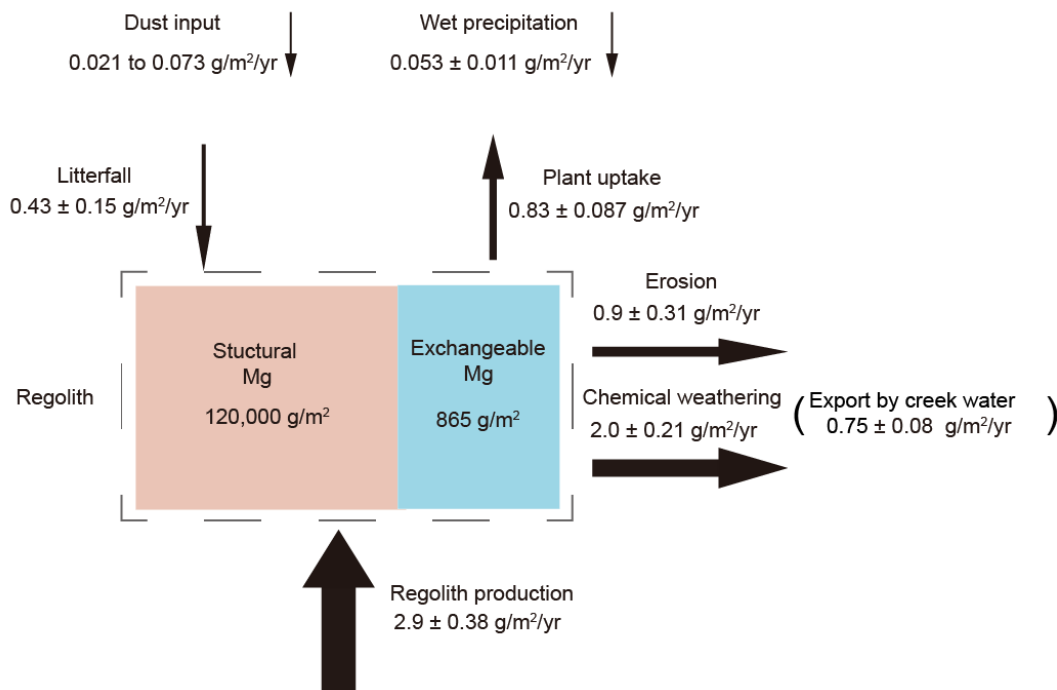 Dust input
0.021 to 0.073 g/m²/yr
Wet precipitation
0.053 ± 0.011 g/m²/yr
Litterfall
0.43 ± 0.15 g/m²/yr
Plant uptake
0.83 ± 0.087 g/m²/yr
Regolith
Stuctural
Mg
120,000 g/m²
Exchangeable
Mg
865 g/m²
Erosion
0.9 ± 0.31 g/m²/yr
Chemical weathering
2.0 ± 0.21 g/m²/yr
(Export by creek water
0.75 ± 0.08 g/m²/yr)
Regolith production
2.9 ± 0.38 g/m²/yr